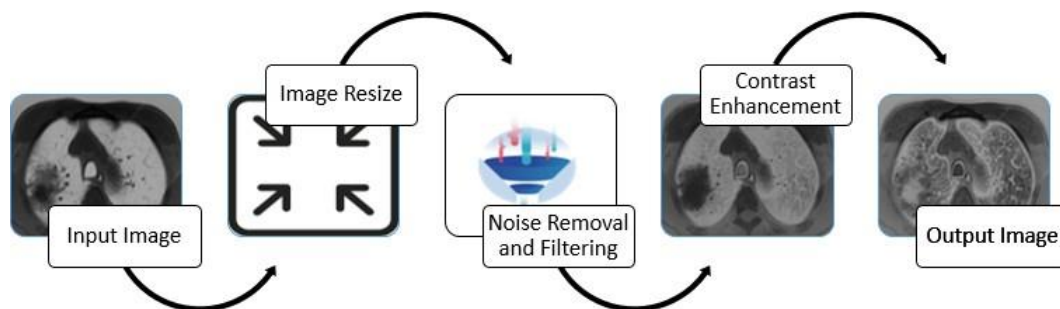 Input Image
Image Resize
Noise Removal
and Filtering
Contrast
Enhancement
Output Image